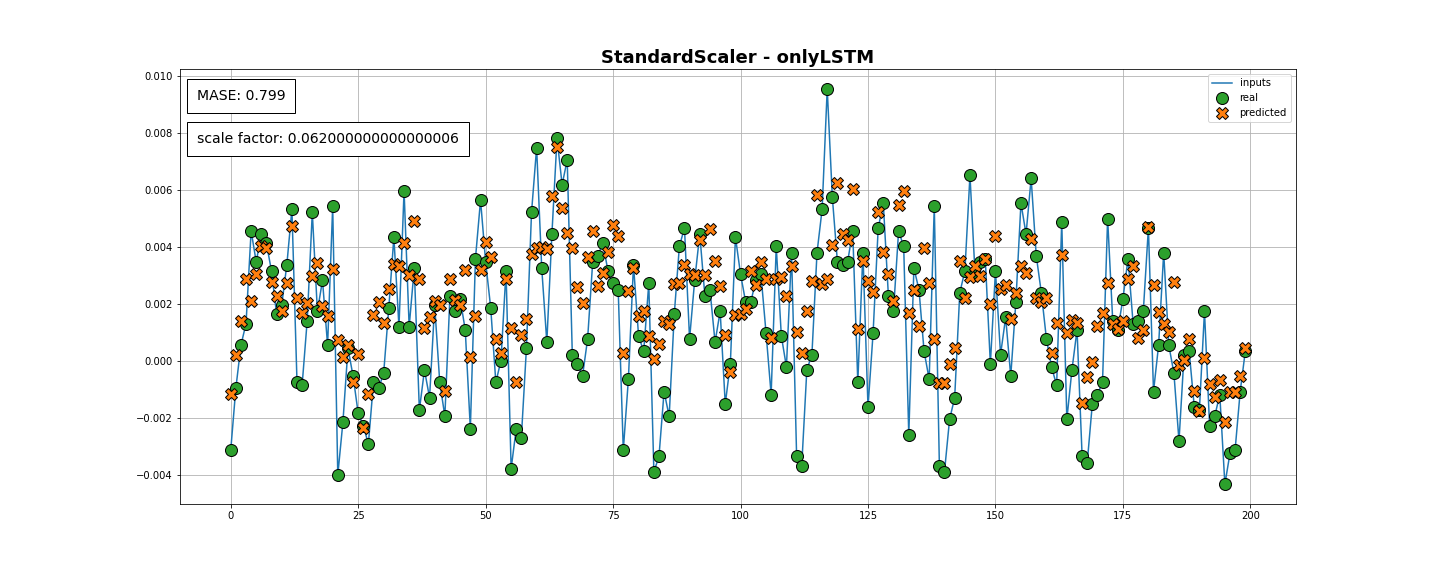 StandardScaler - onlyLSTM
MASE: 0.799
scale factor: 0.062000000000000006
inputs
real
predicted
0.010
0.008
0.006
0.004
0.002
0.000
−0.002
−0.004
0 25 50 75 100 125 150 175 200